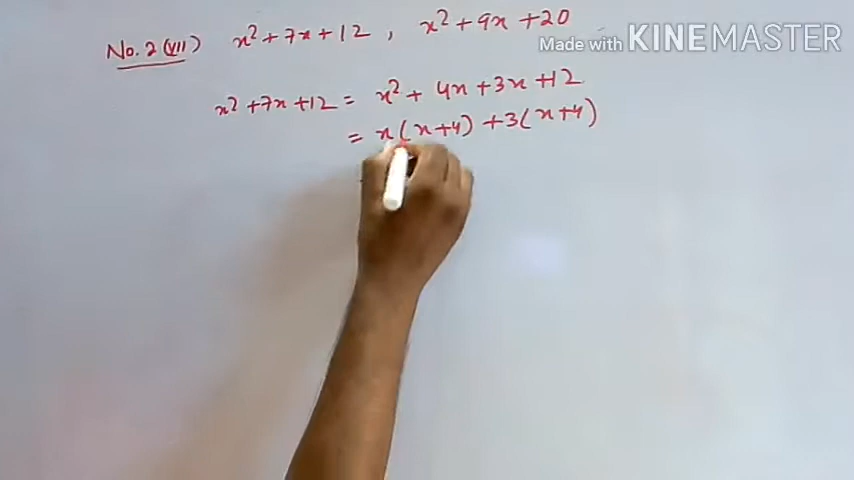 No. 2 (VII) x² + 7x + 12 , x² + 9x + 20
Made with KINEMASTER
x² + 7x + 12 = x² + 4x + 3x + 12
= x(x+4) + 3(x+4)